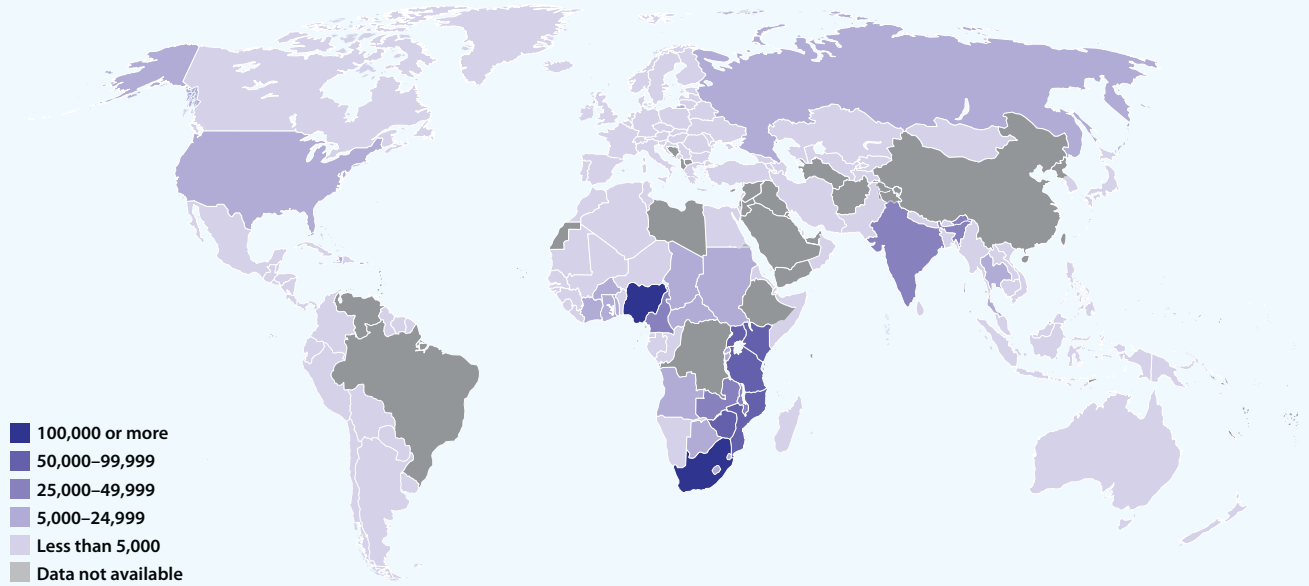 100,000 or more
50,000–99,999
25,000–49,999
5,000–24,999
Less than 5,000
Data not available